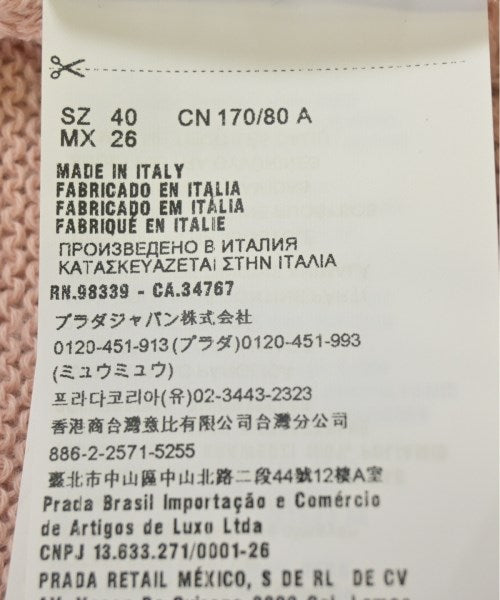 SZ 40 CN 170/80 A
MX 26
MADE IN ITALY
FABRICADO EN ITALIA
FABRICADO EM ITÁLIA
FABRIQUÉ EN ITALIE
ПРОИЗВЕДЕНО В ИТАЛИЯ
ΚΑΤΑΣΚΕΥΑΖΕΤΑΙ ΣΤΗΝ ΙΤΑΛΙΑ
RN.98339 - CA.34767
プラダジャパン株式会社
0120-451-913(プラダ)0120-451-993
(ミュウミュウ)
프라다코리아(유)02-3443-2323
香港商台灣意比有限公司台灣分公司
886-2-2571-5255
臺北市中山區中山北路二段44號12樓A室
Prada Brasil Importação e Comércio
de Artigos de Luxo Ltda
CNPJ 13.633.271/0001-26
PRADA RETAIL MÉXICO, S DE RL DE CV